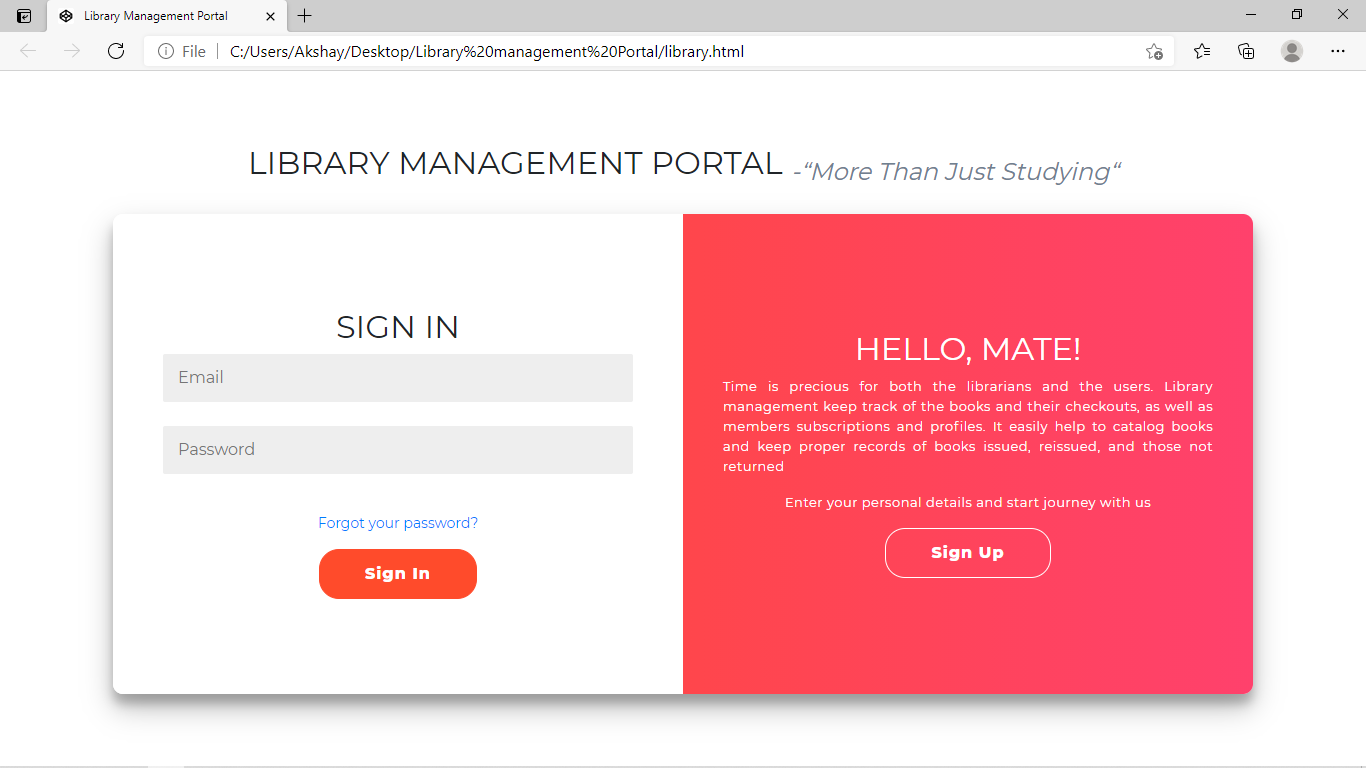 Library Management Portal
File
C:/Users/Akshay/Desktop/Library%20management%20Portal/library.html
LIBRARY MANAGEMENT PORTAL -“More Than Just Studying“
SIGN IN
Email
Password
Forgot your password?
Sign In
HELLO, MATE!
Time is precious for both the librarians and the users. Library
management keep track of the books and their checkouts, as well as
members subscriptions and profiles. It easily help to catalog books
and keep proper records of books issued, reissued, and those not
returned
Enter your personal details and start journey with us
Sign Up